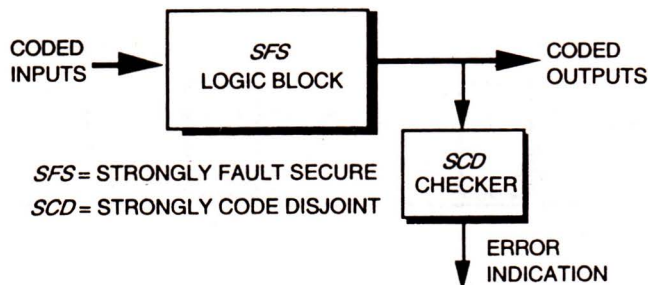 CODED
INPUTS
SFS
LOGIC BLOCK
CODED
OUTPUTS
SCD
CHECKER
SFS = STRONGLY FAULT SECURE
SCD = STRONGLY CODE DISJOINT
ERROR
INDICATION